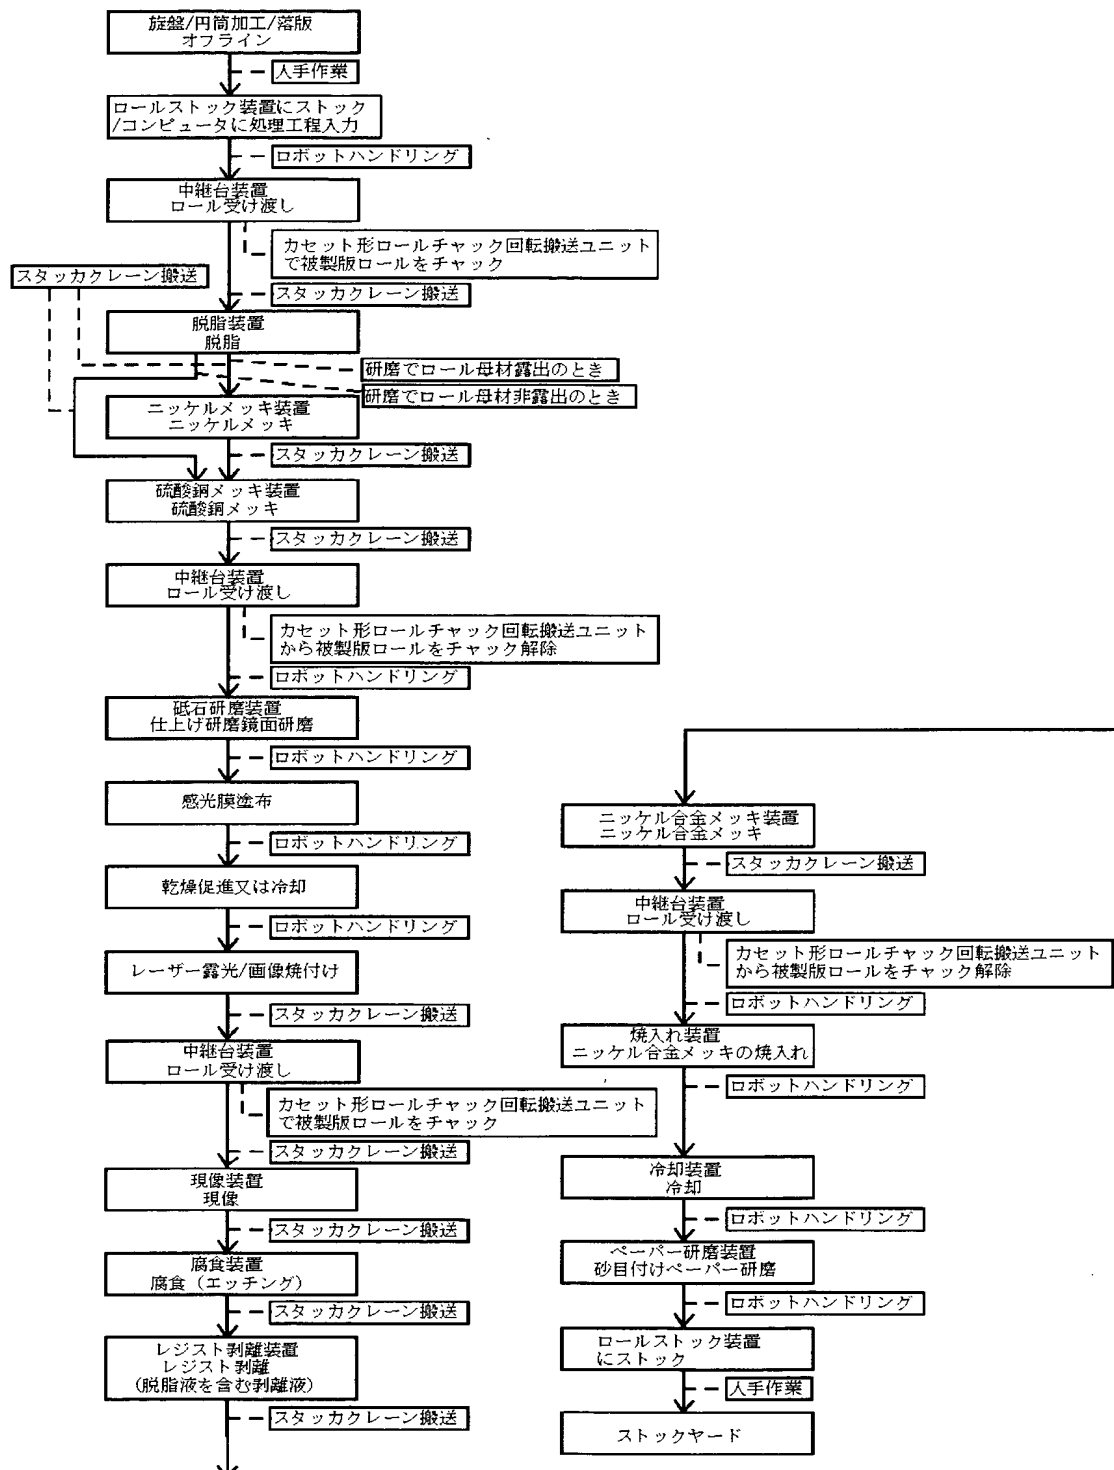 旋盤/円筒加工/落版
オフライン
人手作業
ロールストック装置にストック
/コンピュータに処理工程入力
ロボットハンドリング
中継台装置
ロール受け渡し
カセット形ロールチャック回転搬送ユニット
で被製版ロールをチャック
スタッカクレーン搬送
スタッカクレーン搬送
脱脂装置
脱脂
研磨でロール母材露出のとき
研磨でロール母材非露出のとき
ニッケルメッキ装置
ニッケルメッキ
スタッカクレーン搬送
硫酸銅メッキ装置
硫酸銅メッキ
スタッカクレーン搬送
中継台装置
ロール受け渡し
カセット形ロールチャック回転搬送ユニット
から被製版ロールをチャック解除
ロボットハンドリング
砥石研磨装置
仕上げ研磨鏡面研磨
ロボットハンドリング
感光膜塗布
ロボットハンドリング
乾燥促進又は冷却
ロボットハンドリング
レーザー露光/画像焼付け
スタッカクレーン搬送
中継台装置
ロール受け渡し
カセット形ロールチャック回転搬送ユニット
で被製版ロールをチャック
スタッカクレーン搬送
現像装置
現像
スタッカクレーン搬送
腐食装置
腐食(エッチング)
スタッカクレーン搬送
レジスト剥離装置
レジスト剥離
(脱脂液を含む剥離液)
スタッカクレーン搬送
ニッケル合金メッキ装置
ニッケル合金メッキ
スタッカクレーン搬送
中継台装置
ロール受け渡し
カセット形ロールチャック回転搬送ユニット
から被製版ロールをチャック解除
ロボットハンドリング
焼入れ装置
ニッケル合金メッキの焼入れ
ロボットハンドリング
冷却装置
冷却
ロボットハンドリング
ペーパー研磨装置
砂目付けペーパー研磨
ロボットハンドリング
ロールストック装置
にストック
人手作業
ストックヤード